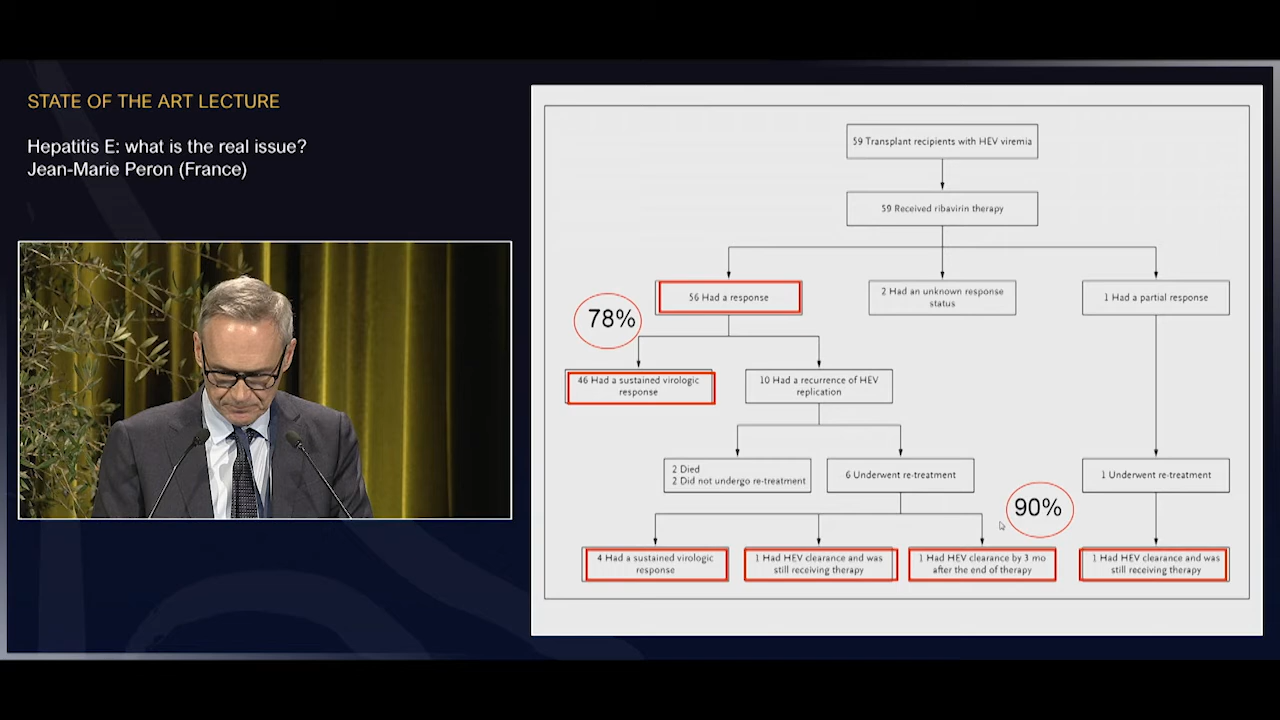 STATE OF THE ART LECTURE
Hepatitis E: what is the real issue?
Jean-Marie Peron (France)
59 Transplant recipients with HEV viremia
59 Received ribavirin therapy
56 Had a response
2 Had an unknown response
status
1 Had a partial response
78%
46 Had a sustained virologic
response
10 Had a recurrence of HEV
replication
2 Died
2 Did not undergo re-treatment
6 Underwent re-treatment
1 Underwent re-treatment
90%
4 Had a sustained virologic
response
1 Had HEV clearance and was
still receiving therapy
1 Had HEV clearance by 3 mo
after the end of therapy
1 Had HEV clearance and was
still receiving therapy